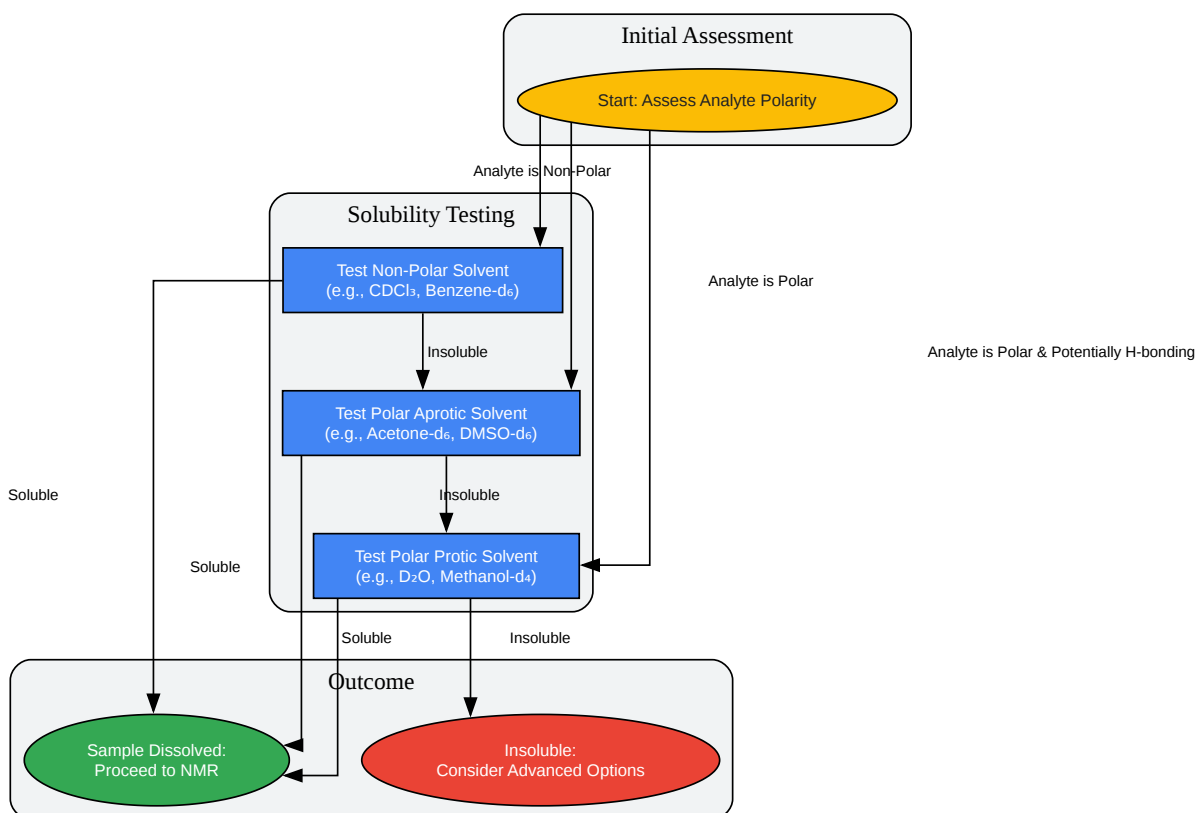 Initial Assessment
Start: Assess Analyte Polarity
Analyte is Non-Polar
Solubility Testing
Test Non-Polar Solvent
(e.g., CDCl₃, Benzene-d₆)
Analyte is Polar
Insoluble
Analyte is Polar & Potentially H-bonding
Test Polar Aprotic Solvent
(e.g., Acetone-d₆, DMSO-d₆)
Soluble
Insoluble
Soluble
Test Polar Protic Solvent
(e.g., D₂O, Methanol-d₄)
Soluble
Insoluble
Outcome
Sample Dissolved:
Proceed to NMR
Insoluble:
Consider Advanced Options